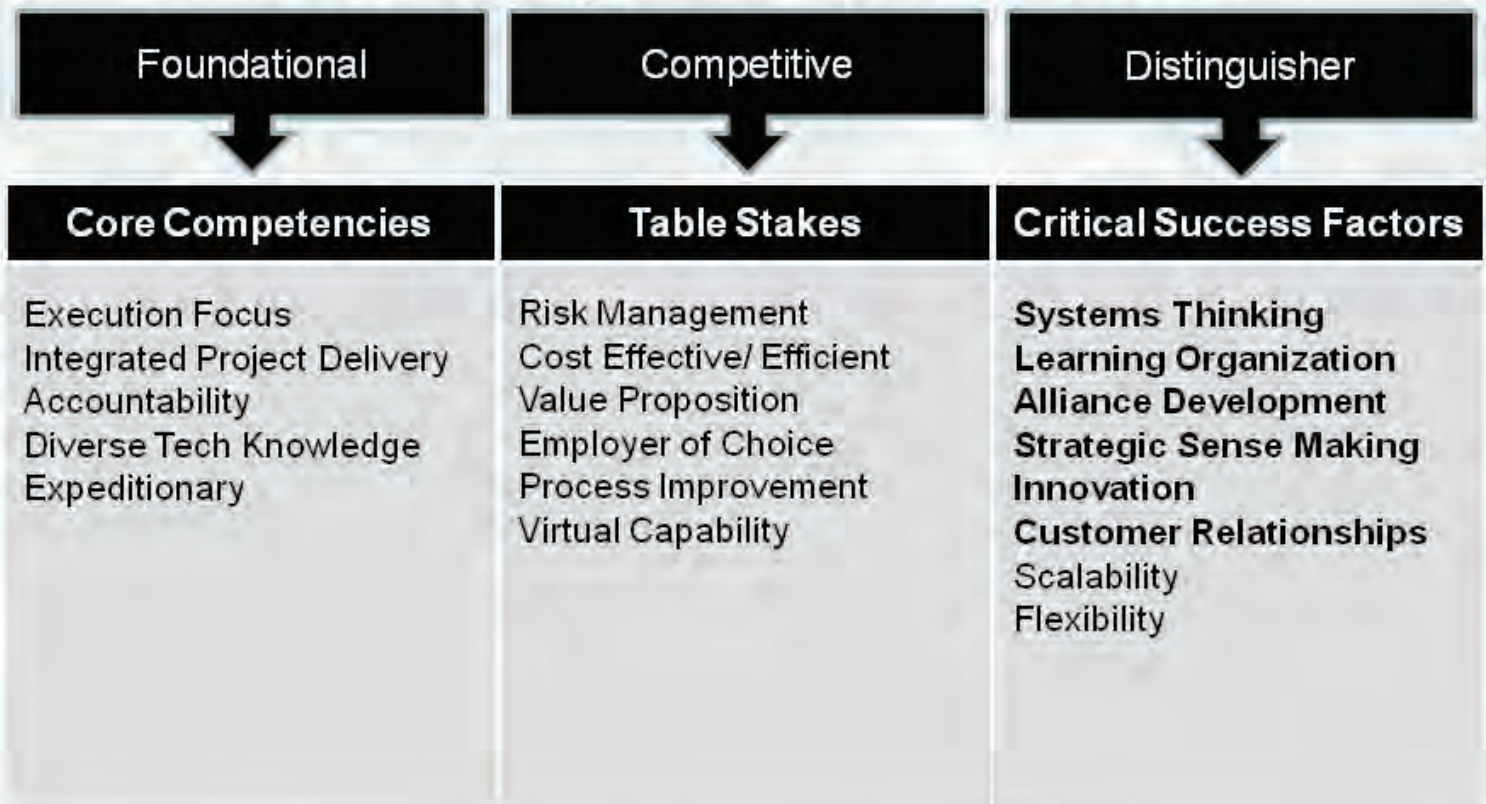 Foundational
Competitive
Distinguisher
Core Competencies
Table Stakes
Critical Success Factors
Execution Focus
Integrated Project Delivery
Accountability
Diverse Tech Knowledge
Expeditionary
Risk Management
Cost Effective/ Efficient
Value Proposition
Employer of Choice
Process Improvement
Virtual Capability
Systems Thinking
Learning Organization
Alliance Development
Strategic Sense Making
Innovation
Customer Relationships
Scalability
Flexibility